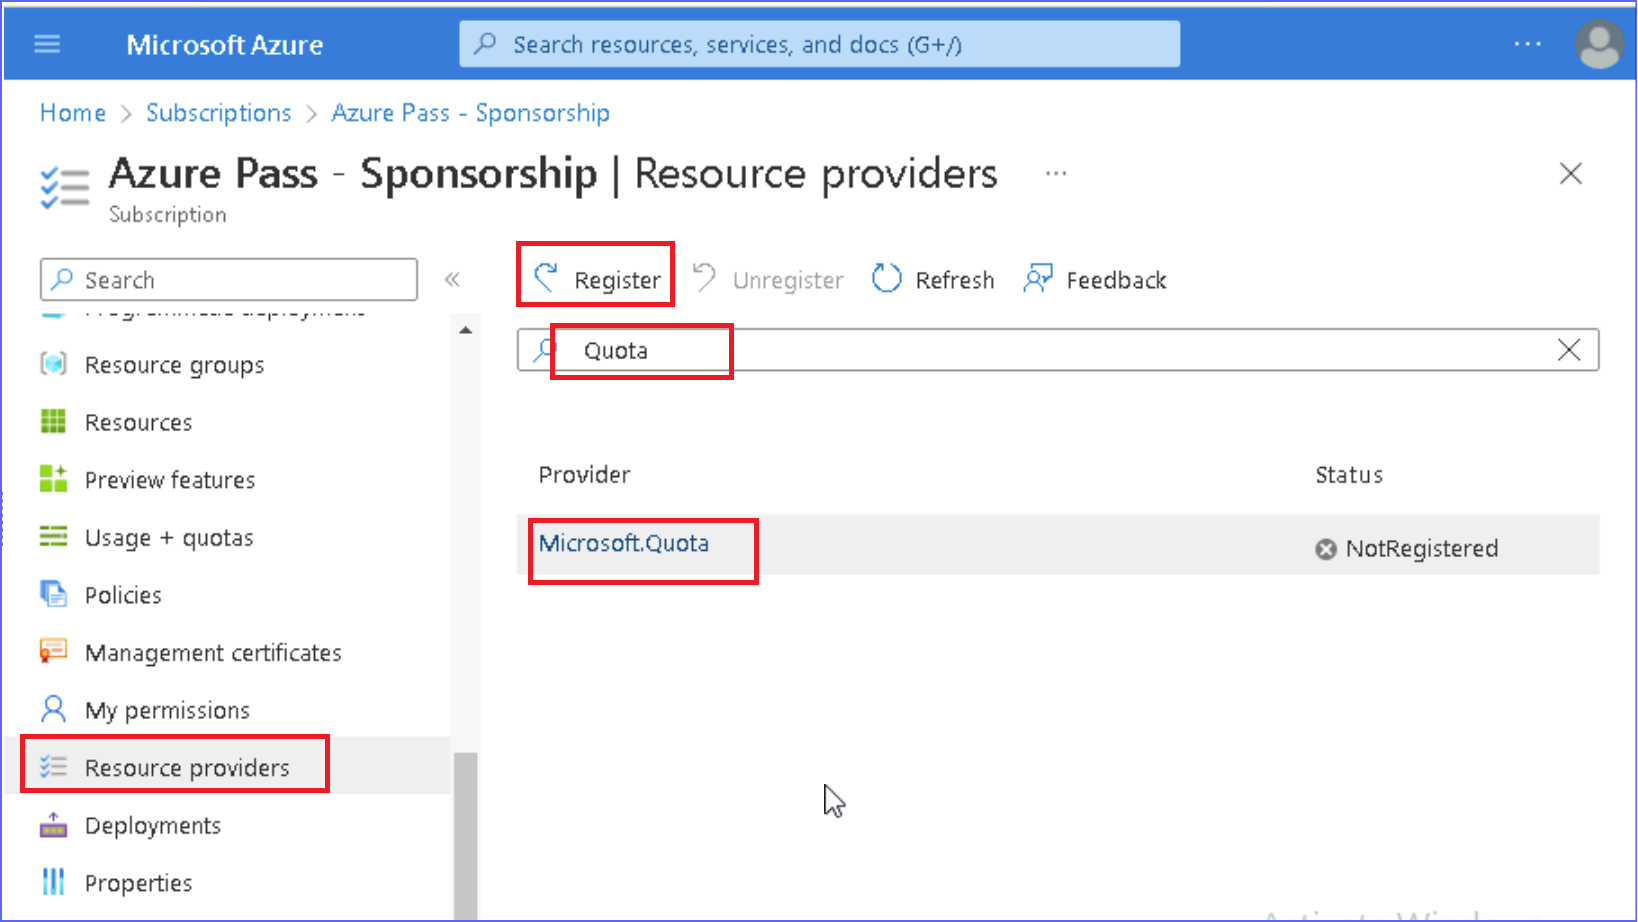 Microsoft Azure
Search resources, services, and docs (G+/)
Home > Subscriptions > Azure Pass - Sponsorship
Azure Pass - Sponsorship | Resource providers
Subscription
Search
Resource groups
Resources
Preview features
Usage + quotas
Policies
Management certificates
My permissions
Resource providers
Deployments
Properties
Register
Unregister
Refresh
Feedback
Quota
Provider
Status
Microsoft.Quota
NotRegistered